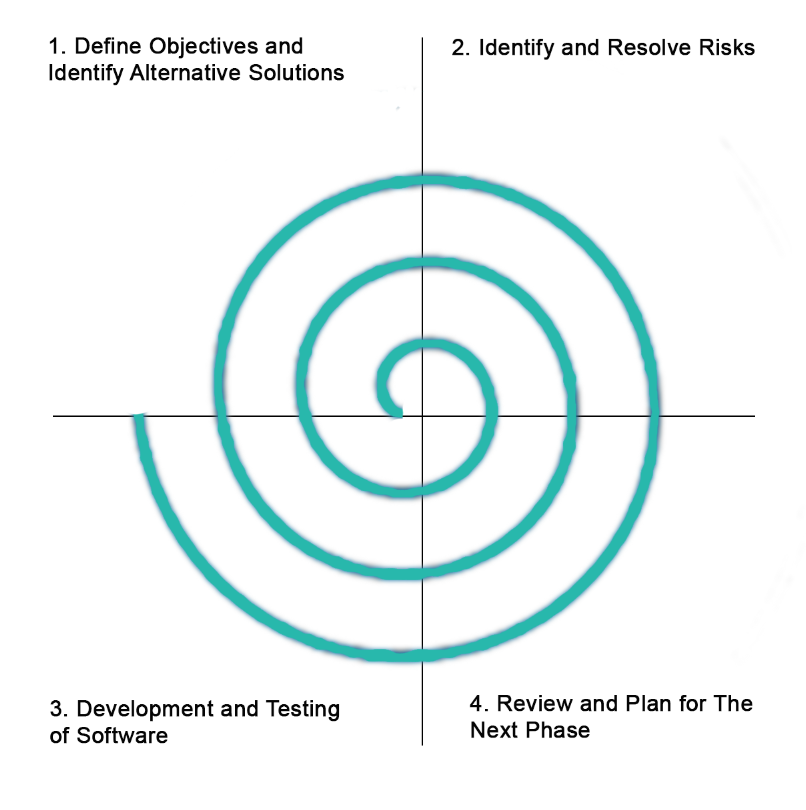 1. Define Objectives and
Identify Alternative Solutions
2. Identify and Resolve Risks
3. Development and Testing
of Software
4. Review and Plan for The
Next Phase